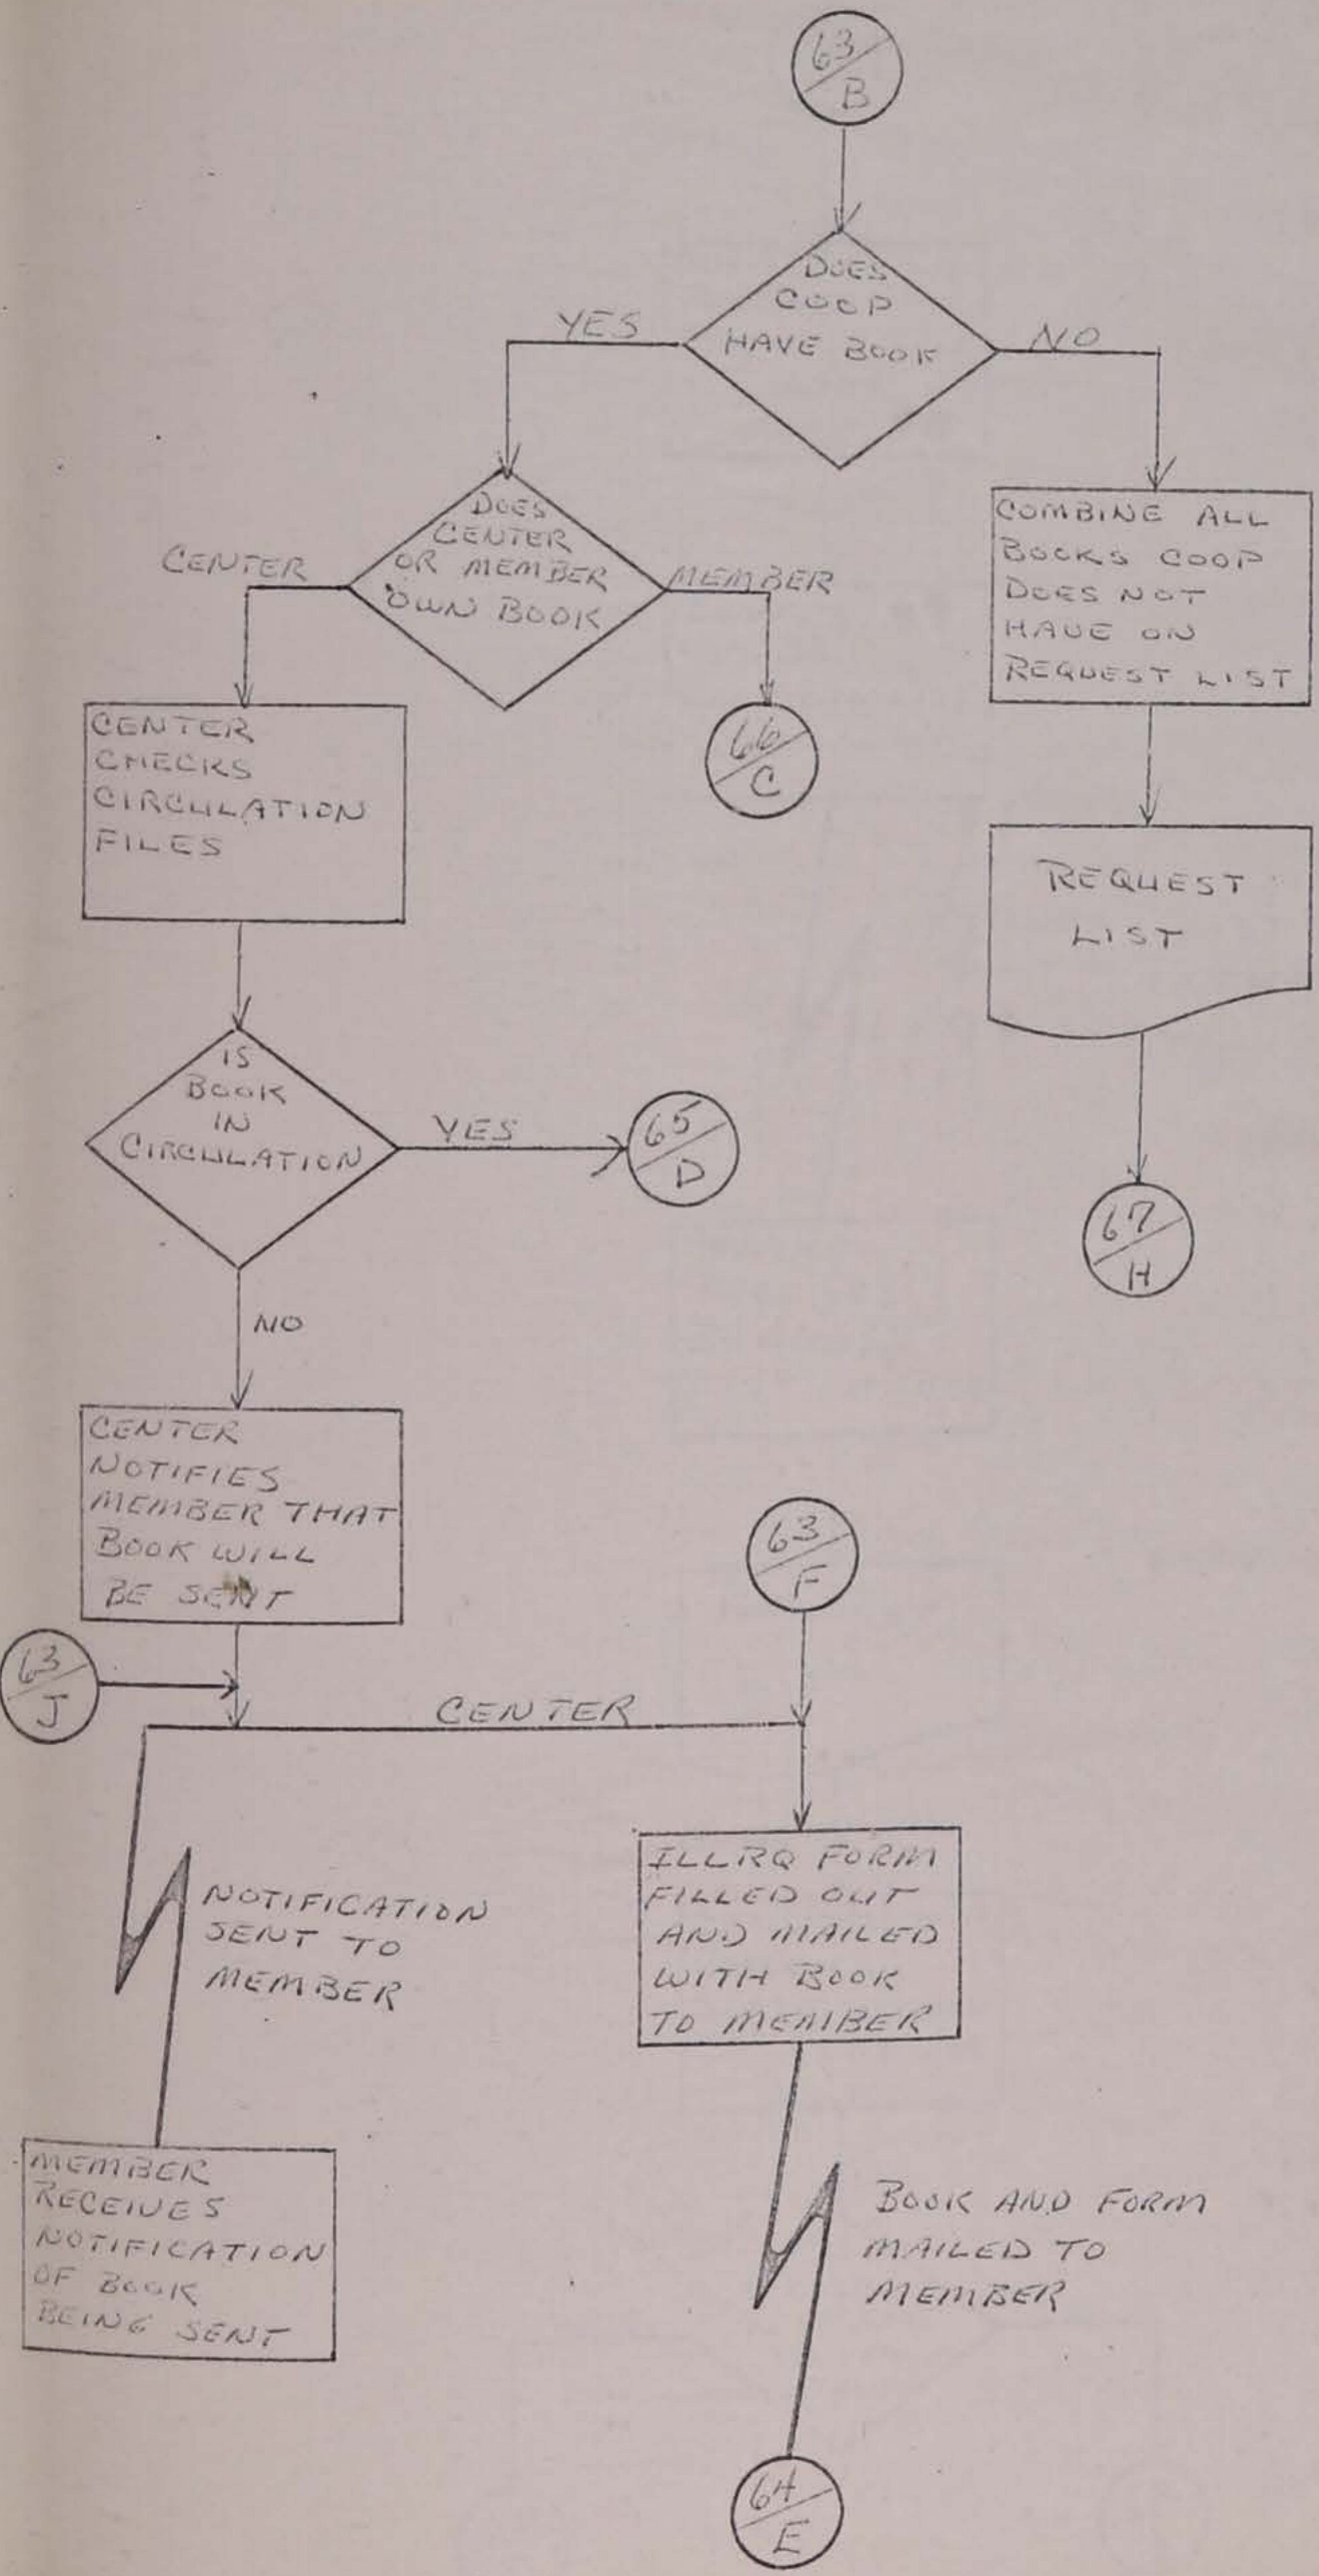 63
B
DOES
COOP
HAVE BOOK
YES
NO
DOES
CENTER
OR MEMBER
OWN BOOK
CENTER
MEMBER
COMBINE ALL
BOOKS COOP
DOES NOT
HAVE ON
REQUEST LIST
CENTER
CHECKS
CIRCULATION
FILES
66
C
REQUEST
LIST
IS
BOOK
IN
CIRCULATION
YES
65
D
67
H
NO
CENTER
NOTIFIES
MEMBER THAT
BOOK WILL
BE SENT
63
F
63
J
CENTER
NOTIFICATION
SENT TO
MEMBER
ILLRQ FORM
FILLED OUT
AND MAILED
WITH BOOK
TO MEMBER
MEMBER
RECEIVES
NOTIFICATION
OF BOOK
BEING SENT
BOOK AND FORM
MAILED TO
MEMBER
64
E